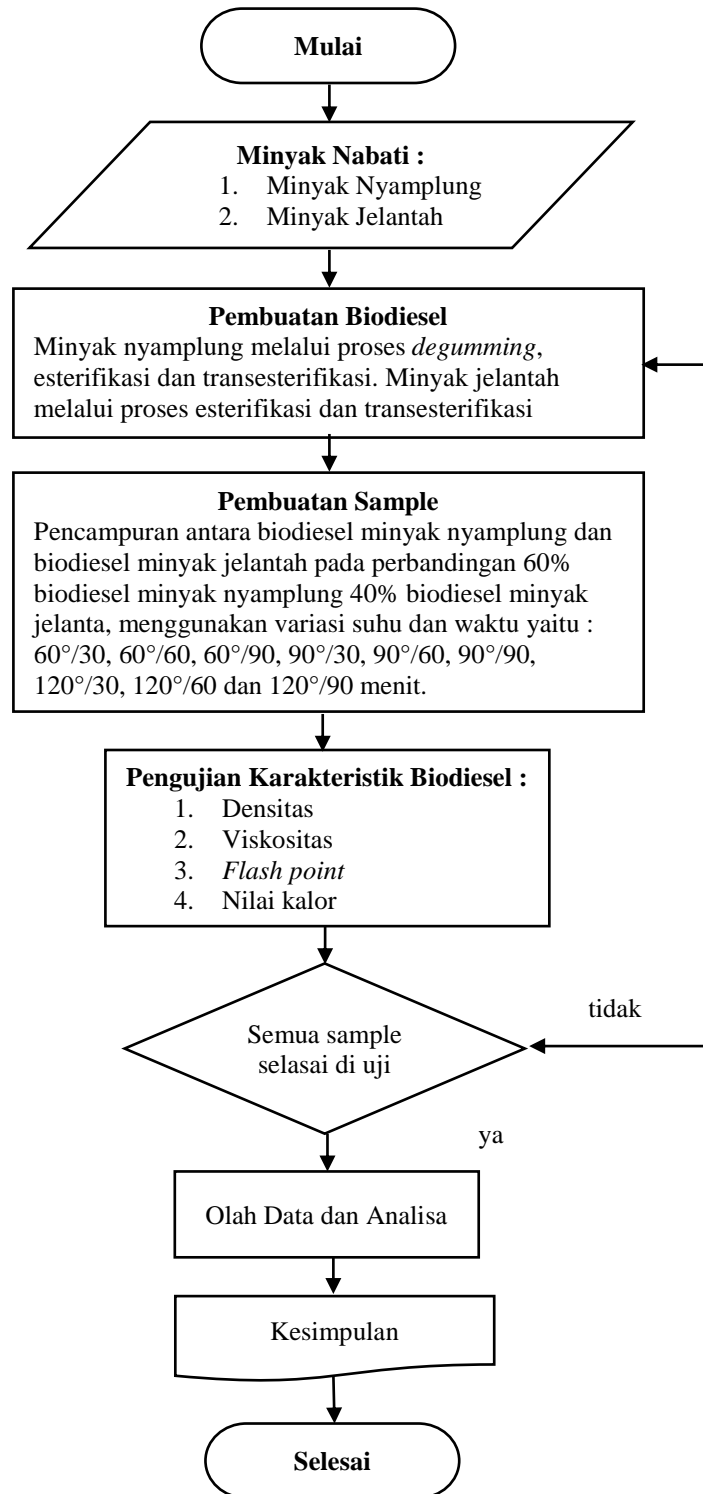 Mulai
Minyak Nabati :
1. Minyak Nyamplung
2. Minyak Jelantah
Pembuatan Biodiesel
Minyak nyamplung melalui proses degumming,
esterifikasi dan transesterifikasi. Minyak jelantah
melalui proses esterifikasi dan transesterifikasi
Pembuatan Sample
Pencampuran antara biodiesel minyak nyamplung dan
biodiesel minyak jelantah pada perbandingan 60%
biodiesel minyak nyamplung 40% biodiesel minyak
jelanta, menggunakan variasi suhu dan waktu yaitu :
60°/30, 60°/60, 60°/90, 90°/30, 90°/60, 90°/90,
120°/30, 120°/60 dan 120°/90 menit.
Pengujian Karakteristik Biodiesel :
1. Densitas
2. Viskositas
3. Flash point
4. Nilai kalor
tidak
Semua sample
selasai di uji
ya
Olah Data dan Analisa
Kesimpulan
Selesai